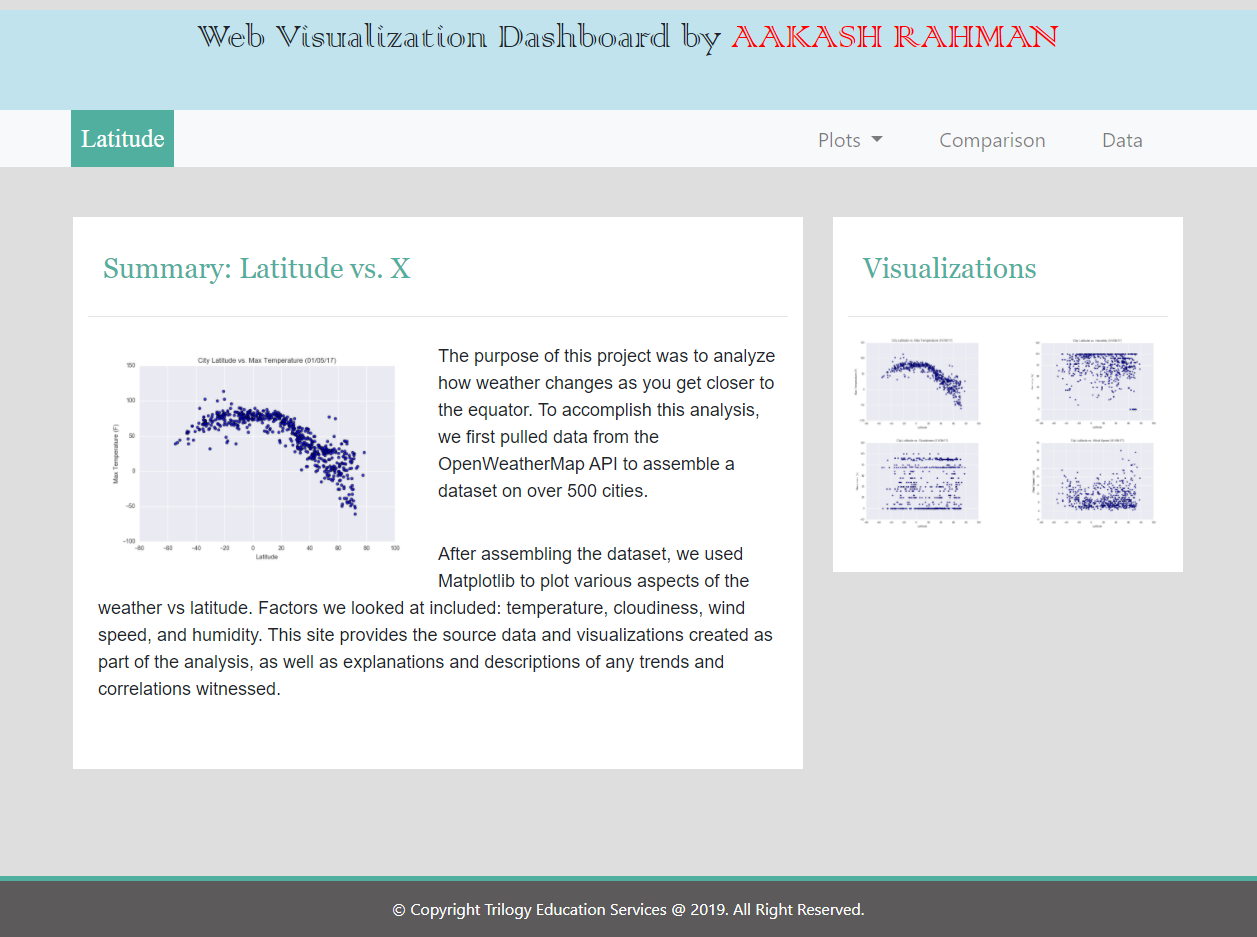 Web Visualization Dashboard by AAKASH RAHMAN
Latitude
Plots
Comparison
Data
Summary: Latitude vs. X
City Latitude vs. Max Temperature (01/05/17)
150
100
50
0
−50
−100
Max Temperature (F)
−80 −60 −40 −20 0 20 40 60 80 100
Latitude
The purpose of this project was to analyze
how weather changes as you get closer to
the equator. To accomplish this analysis,
we first pulled data from the
OpenWeatherMap API to assemble a
dataset on over 500 cities.
After assembling the dataset, we used
Matplotlib to plot various aspects of the
weather vs latitude. Factors we looked at included: temperature, cloudiness, wind
speed, and humidity. This site provides the source data and visualizations created as
part of the analysis, as well as explanations and descriptions of any trends and
correlations witnessed.
Visualizations
© Copyright Trilogy Education Services @ 2019. All Right Reserved.